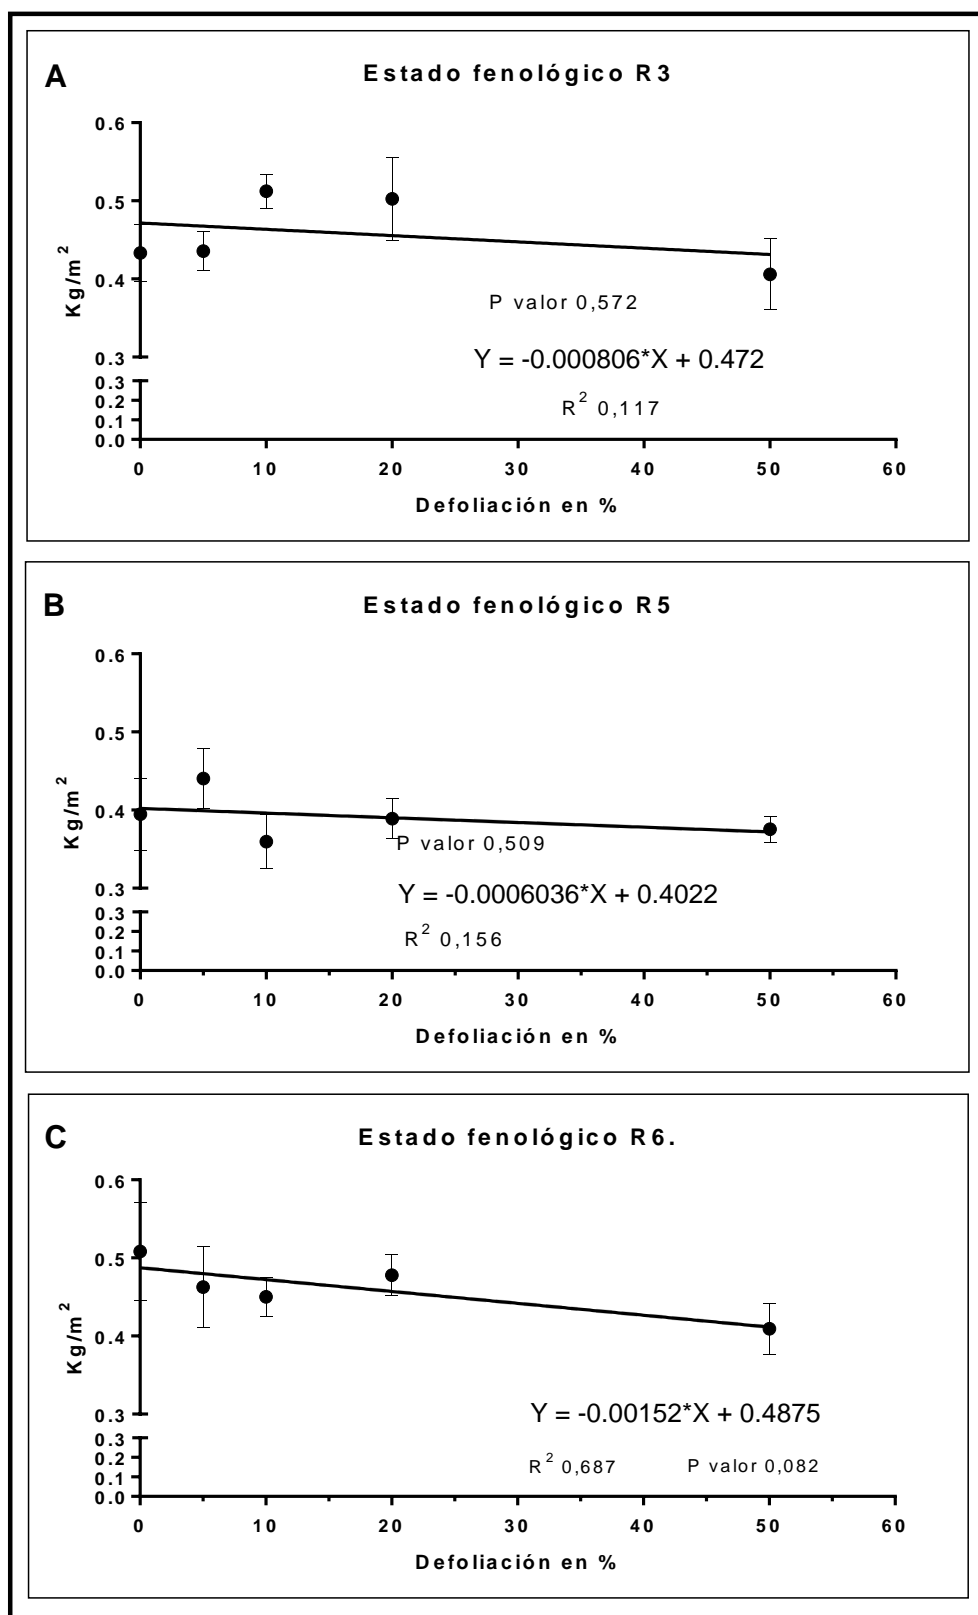 A
Estado fenológico R3
0.6
0.5
0.4
0.3
0.3
0.2
0.1
0.0
Kg/m²
P valor 0,572
Y = -0.000806*X + 0.472
R² 0,117
0 10 20 30 40 50 60
Defoliación en %
B
Estado fenológico R5
0.6
0.5
0.4
0.3
0.3
0.2
0.1
0.0
Kg/m²
P valor 0,509
Y = -0.0006036*X + 0.4022
R² 0,156
0 10 20 30 40 50 60
Defoliación en %
C
Estado fenológico R6.
0.6
0.5
0.4
0.3
0.3
0.2
0.1
0.0
Kg/m²
Y = -0.00152*X + 0.4875
R² 0,687 P valor 0,082
0 10 20 30 40 50 60
Defoliación en %